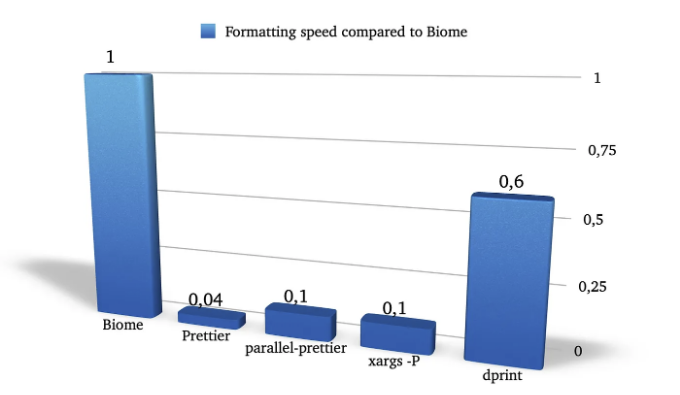 Formatting speed compared to Biome
1
1
0,75
0,6
0,5
0,25
0,04
0,1
0,1
0
Biome
Prettier
parallel-prettier
xargs -P
dprint